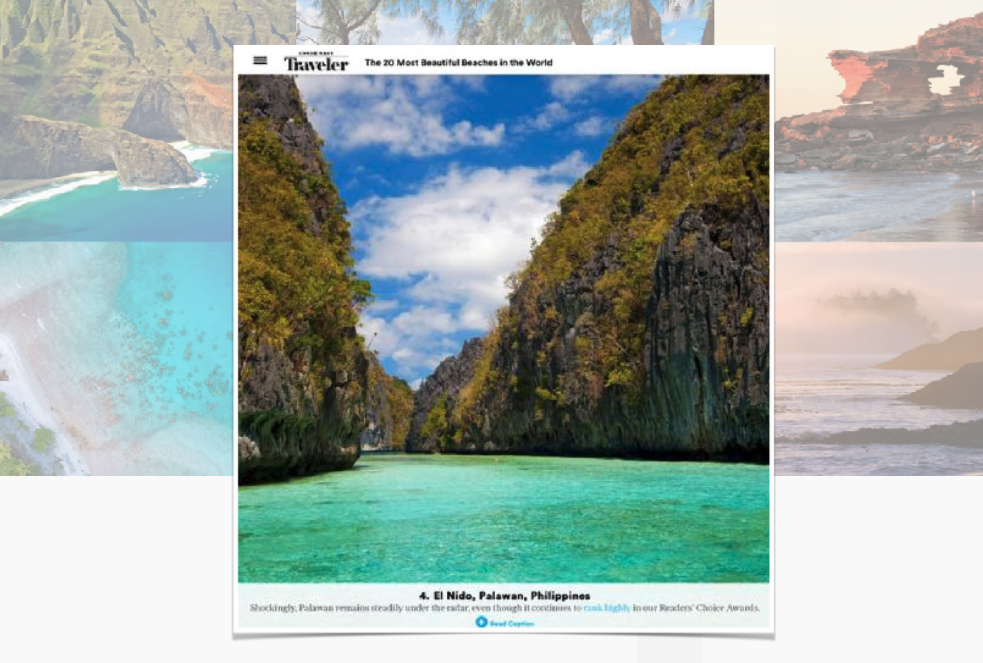 CONDÉ NAST
Traveler
The 20 Most Beautiful Beaches in the World
4. El Nido, Palawan, Philippines
Shockingly, Palawan remains steadily under the radar, even though it continues to rank highly in our Readers' Choice Awards.
Read Caption